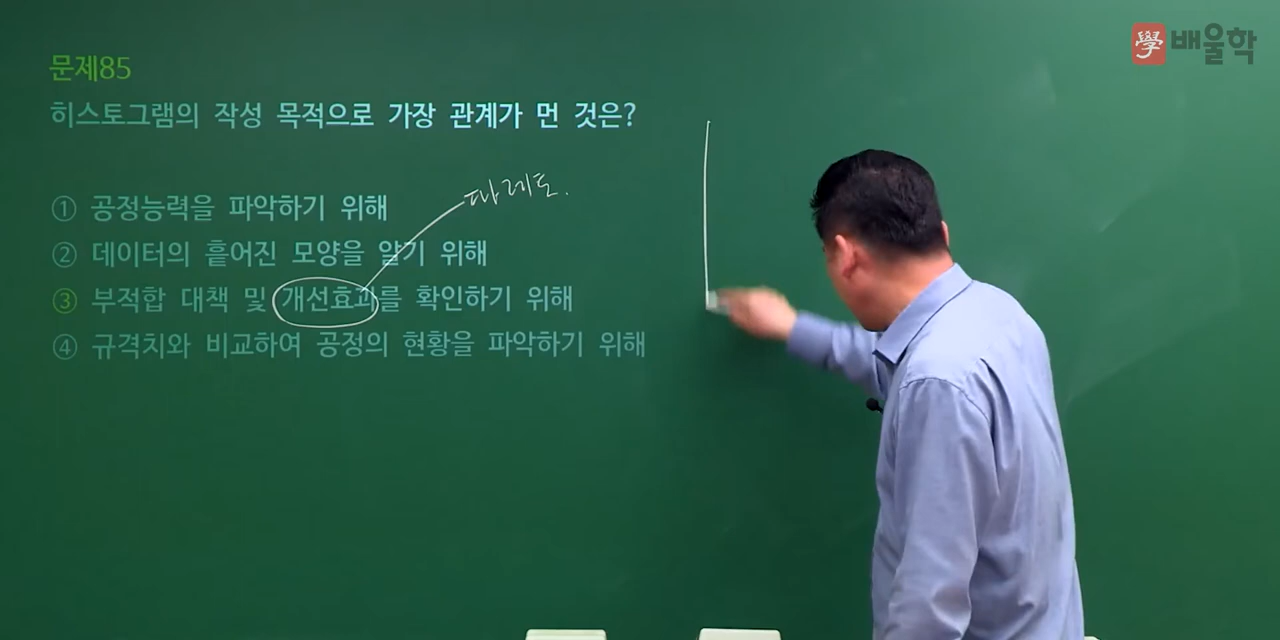 學 배울학
문제85
히스토그램의 작성 목적으로 가장 관계가 먼 것은?
파레토.
① 공정능력을 파악하기 위해
② 데이터의 흩어진 모양을 알기 위해
③ 부적합 대책 및 개선효과를 확인하기 위해
④ 규격치와 비교하여 공정의 현황을 파악하기 위해